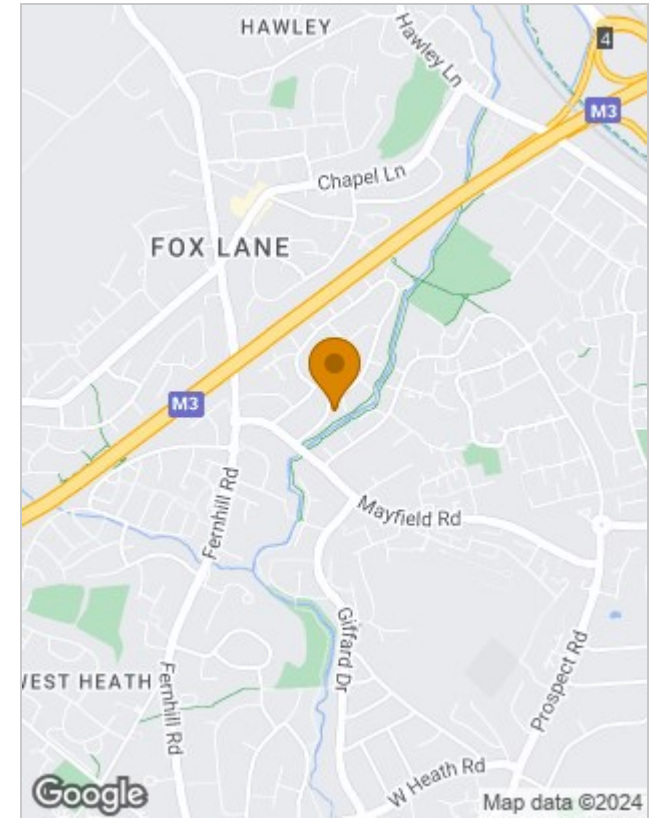 HAWLEY
Hawley Ln
4
M3
Chapel Ln
FOX LANE
M3
Mayfield Rd
Fernhill Rd
Giffard Dr
VEST HEATH
Fernhill Rd
Prospect Rd
W Heath Rd
Google
Map data ©2024